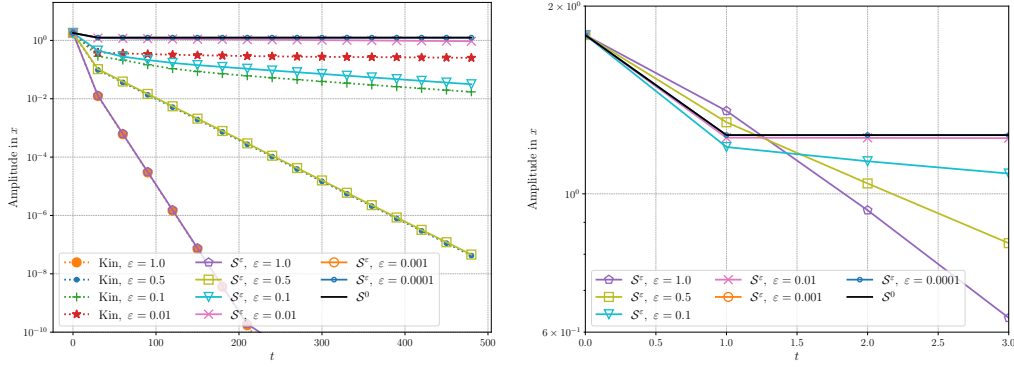 Amplitude in x
10^0
10^{-2}
10^{-4}
10^{-6}
10^{-8}
10^{-10}
0
100
200
300
400
500
t
Kin, ε = 1.0
Kin, ε = 0.5
Kin, ε = 0.1
Kin, ε = 0.01
S^ε, ε = 1.0
S^ε, ε = 0.5
S^ε, ε = 0.1
S^ε, ε = 0.01
S^ε, ε = 0.001
S^ε, ε = 0.0001
S^0
Amplitude in x
2 × 10^0
10^0
6 × 10^{-1}
0.0
0.5
1.0
1.5
2.0
2.5
3.0
t
S^ε, ε = 1.0
S^ε, ε = 0.5
S^ε, ε = 0.1
S^ε, ε = 0.01
S^ε, ε = 0.001
S^ε, ε = 0.0001
S^0